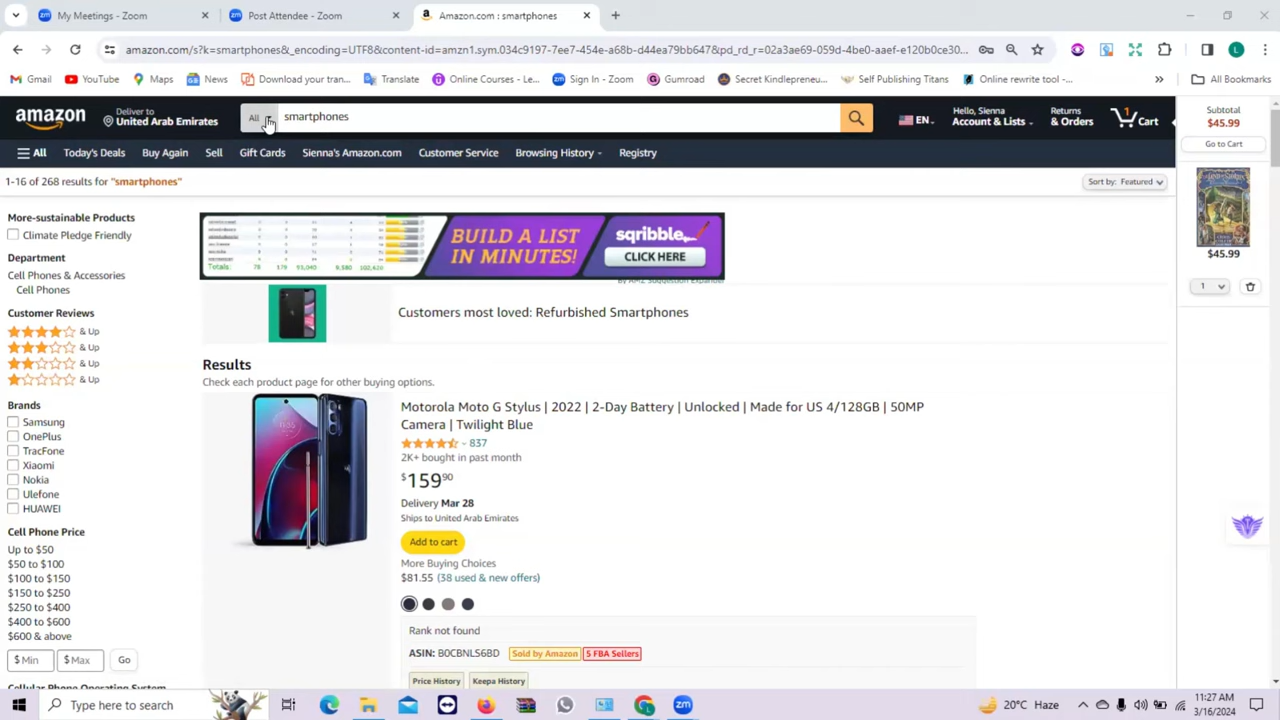 My Meetings - Zoom
Post Attendee - Zoom
Amazon.com : smartphones
amazon.com/s?k=smartphones&_encoding=UTF8&content-id=amzn1.sym.034c9197-7ee7-454e-a68b-d44ea79bb647&pd_rd_r=02a3ae69-059d-4be0-aaef-e120b0ce30...
L
Gmail
YouTube
Maps
News
Download your tran...
Translate
Online Courses - Le...
Sign In - Zoom
Gumroad
Secret Kindlepreneu...
Self Publishing Titans
Online rewrite tool -...
»
All Bookmarks
amazon
Deliver to
United Arab Emirates
All
smartphones
EN
Hello, Sienna
Account & Lists
Returns
& Orders
1
Cart
Subtotal
$45.99
Go to Cart
$45.99
1
All
Today's Deals
Buy Again
Sell
Gift Cards
Sienna's Amazon.com
Customer Service
Browsing History
Registry
1-16 of 268 results for "smartphones"
Sort by: Featured
More-sustainable Products
Climate Pledge Friendly
Department
Cell Phones & Accessories
Cell Phones
Customer Reviews
& Up
& Up
& Up
& Up
Brands
Samsung
OnePlus
TracFone
Xiaomi
Nokia
Ulefone
HUAWEI
Cell Phone Price
Up to $50
$50 to $100
$100 to $150
$150 to $250
$250 to $400
$400 to $600
$600 & above
$ Min
$ Max
Go
Cellular Phone Operating System
Totals:
BUILD A LIST
IN MINUTES!
sqribble
CLICK HERE
By AMZ Suggestion Expander
Customers most loved: Refurbished Smartphones
Results
Check each product page for other buying options.
Motorola Moto G Stylus | 2022 | 2-Day Battery | Unlocked | Made for US 4/128GB | 50MP
Camera | Twilight Blue
837
2K+ bought in past month
$159.90
Delivery Mar 28
Ships to United Arab Emirates
Add to cart
More Buying Choices
$81.55 (38 used & new offers)
Rank not found
ASIN: B0CBNLS6BD
Sold by Amazon
5 FBA Sellers
Price History
Keepa History
Type here to search
20°C Haze
11:27 AM
3/16/2024